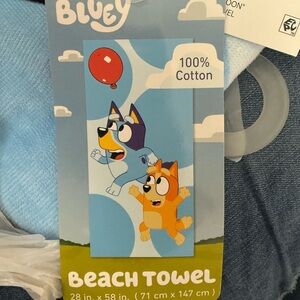 BLUEY
100%
Cotton
BEACH TOWEL
28 in. x 58 in. (71 cm x 147 cm)